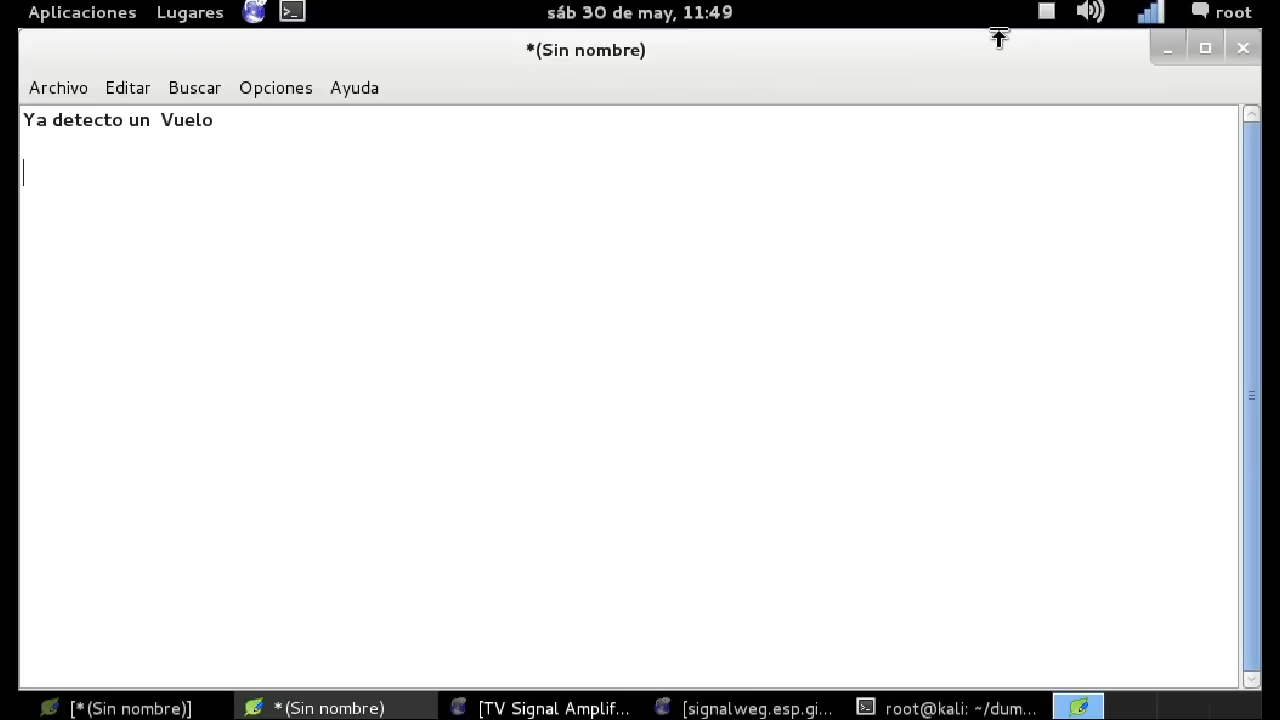 Aplicaciones Lugares sáb 30 de may, 11:49 root
*(Sin nombre)
Archivo Editar Buscar Opciones Ayuda
Ya detecto un  Vuelo
[*(Sin nombre)] *(Sin nombre) [TV Signal Amplif... [signalweg.esp.gi... root@kali: ~/dum...